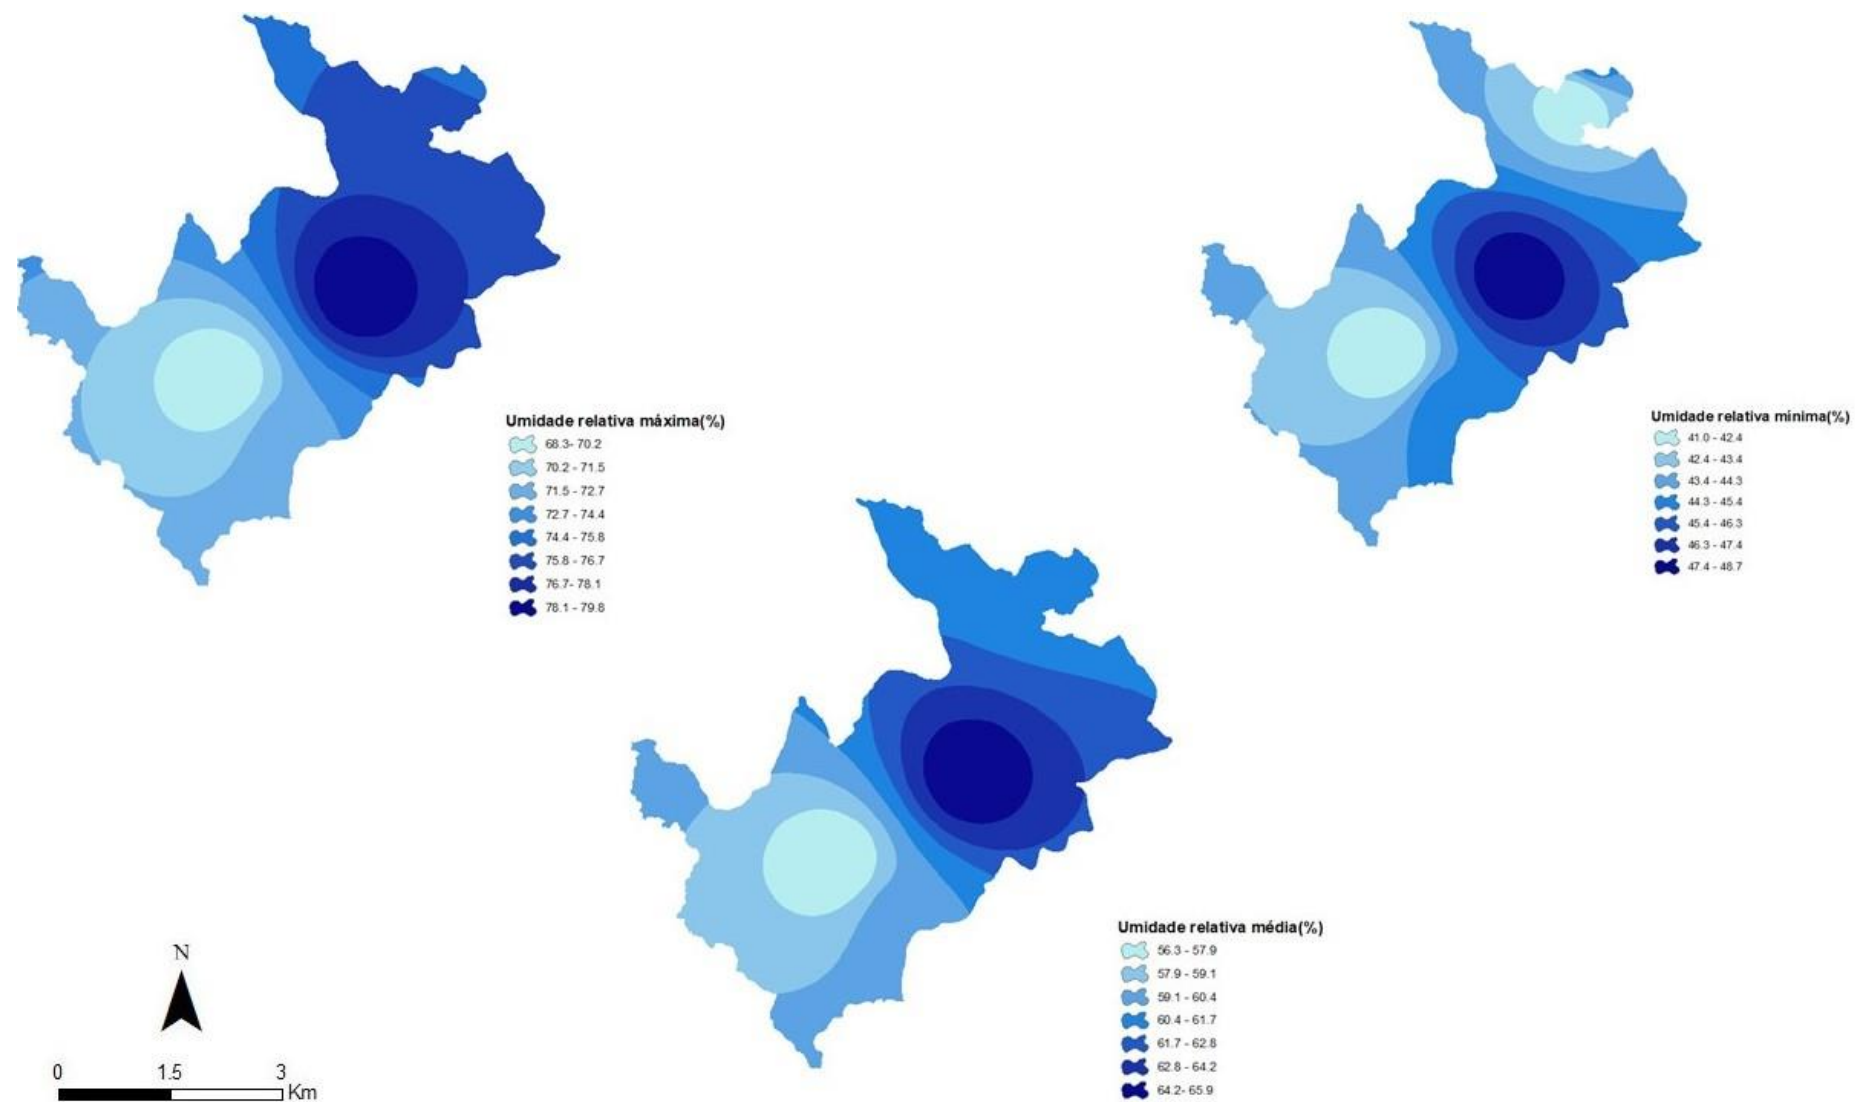 Umidade relativa máxima(%)
68.3- 70.2
70.2 - 71.5
71.5 - 72.7
72.7 - 74.4
74.4 - 75.8
75.8 - 76.7
76.7- 78.1
78.1 - 79.8
Umidade relativa mínima(%)
41.0 - 42.4
42.4 - 43.4
43.4 - 44.3
44.3 - 45.4
45.4 - 46.3
46.3 - 47.4
47.4 - 48.7
Umidade relativa média(%)
56.3 - 57.9
57.9 - 59.1
59.1 - 60.4
60.4 - 61.7
61.7 - 62.8
62.8 - 64.2
64.2- 65.9
N
0 1.5 3
Km